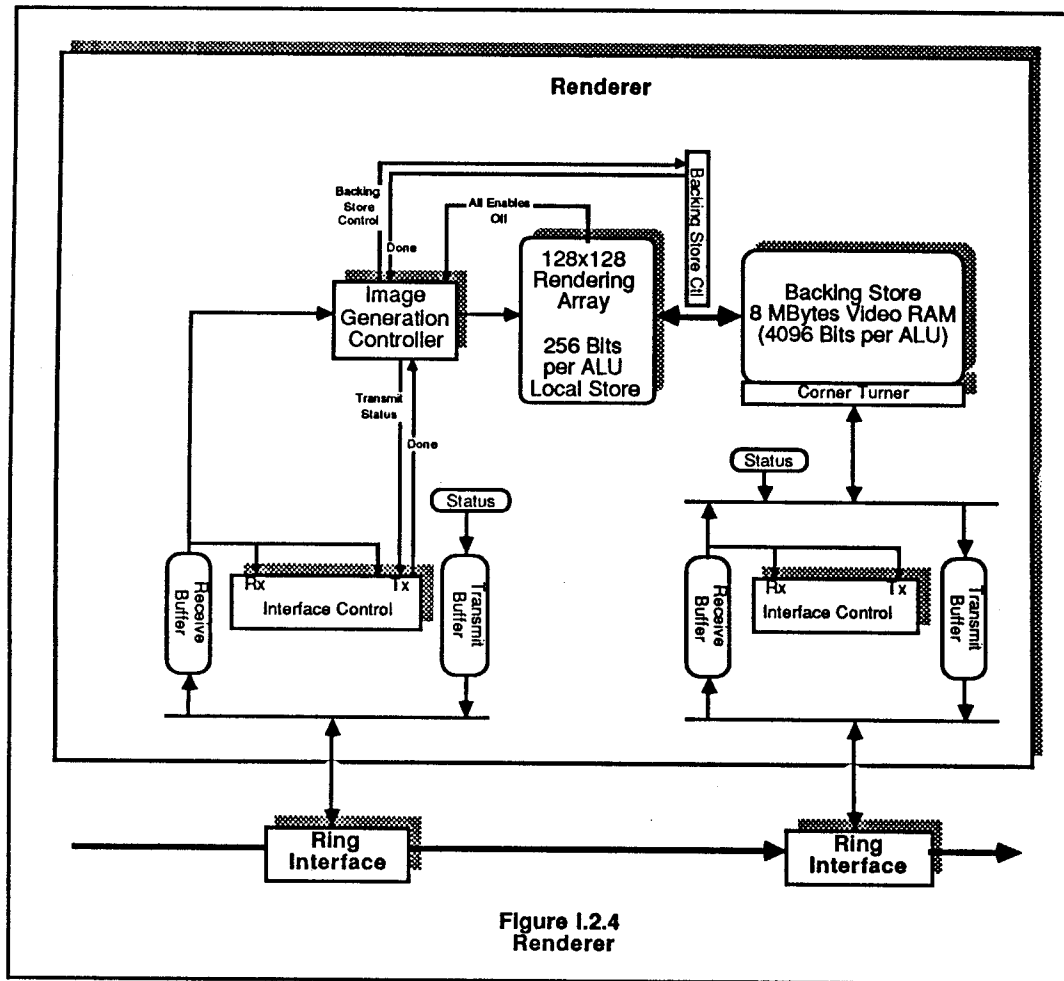 Renderer
Backing
Store
Control
Done
All Enables
Off
Backing Store Ctl
Image
Generation
Controller
128x128
Rendering
Array
256 Bits
per ALU
Local Store
Backing Store
8 MBytes Video RAM
(4096 Bits per ALU)
Corner Turner
Transmit
Status
Done
Status
Status
Receive
Buffer
Rx
Tx
Interface Control
Transmit
Buffer
Receive
Buffer
Rx
Tx
Interface Control
Transmit
Buffer
Ring
Interface
Ring
Interface
Figure I.2.4
Renderer